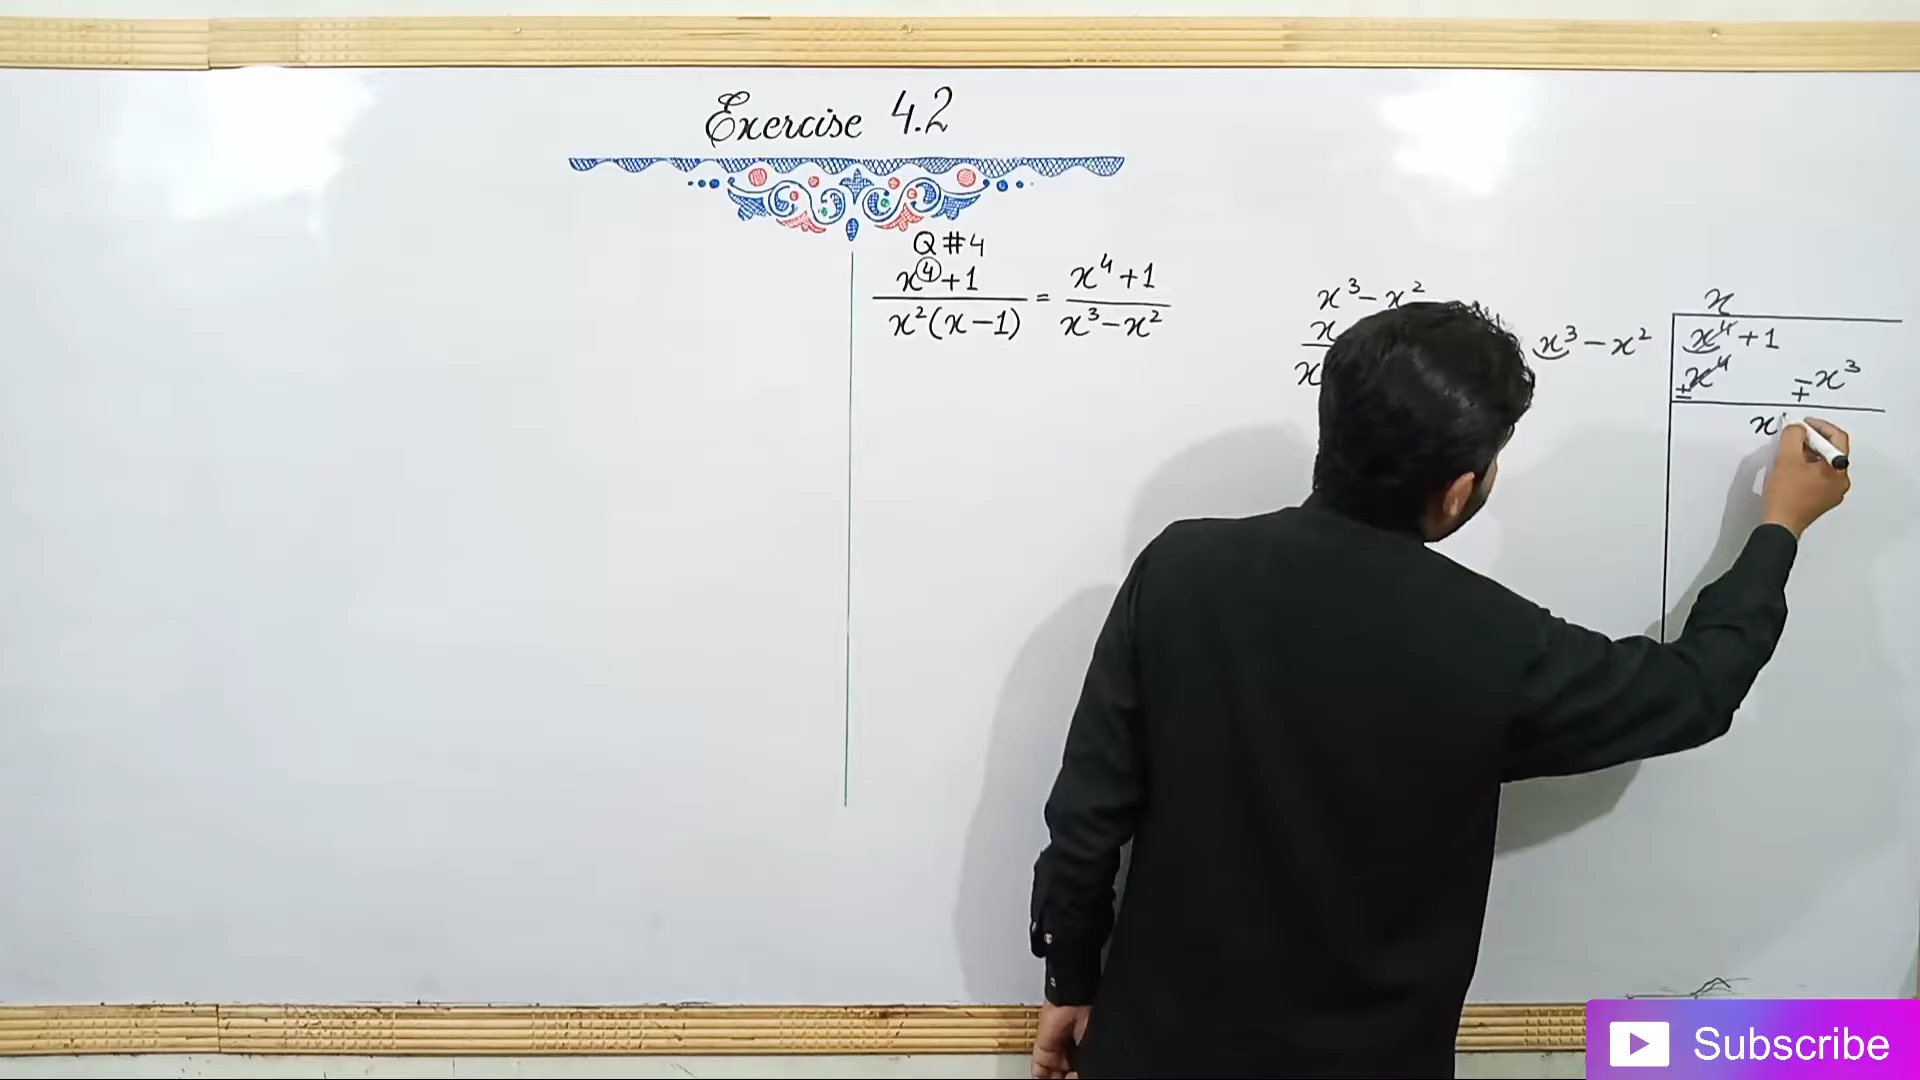 Exercise 4.2
Q #4
x⁴+1 / x²(x−1) = x⁴+1 / x³−x²
x³−x²
x
x
x
x³−x²
x⁴+1
±x⁴ ∓x³
x
Subscribe